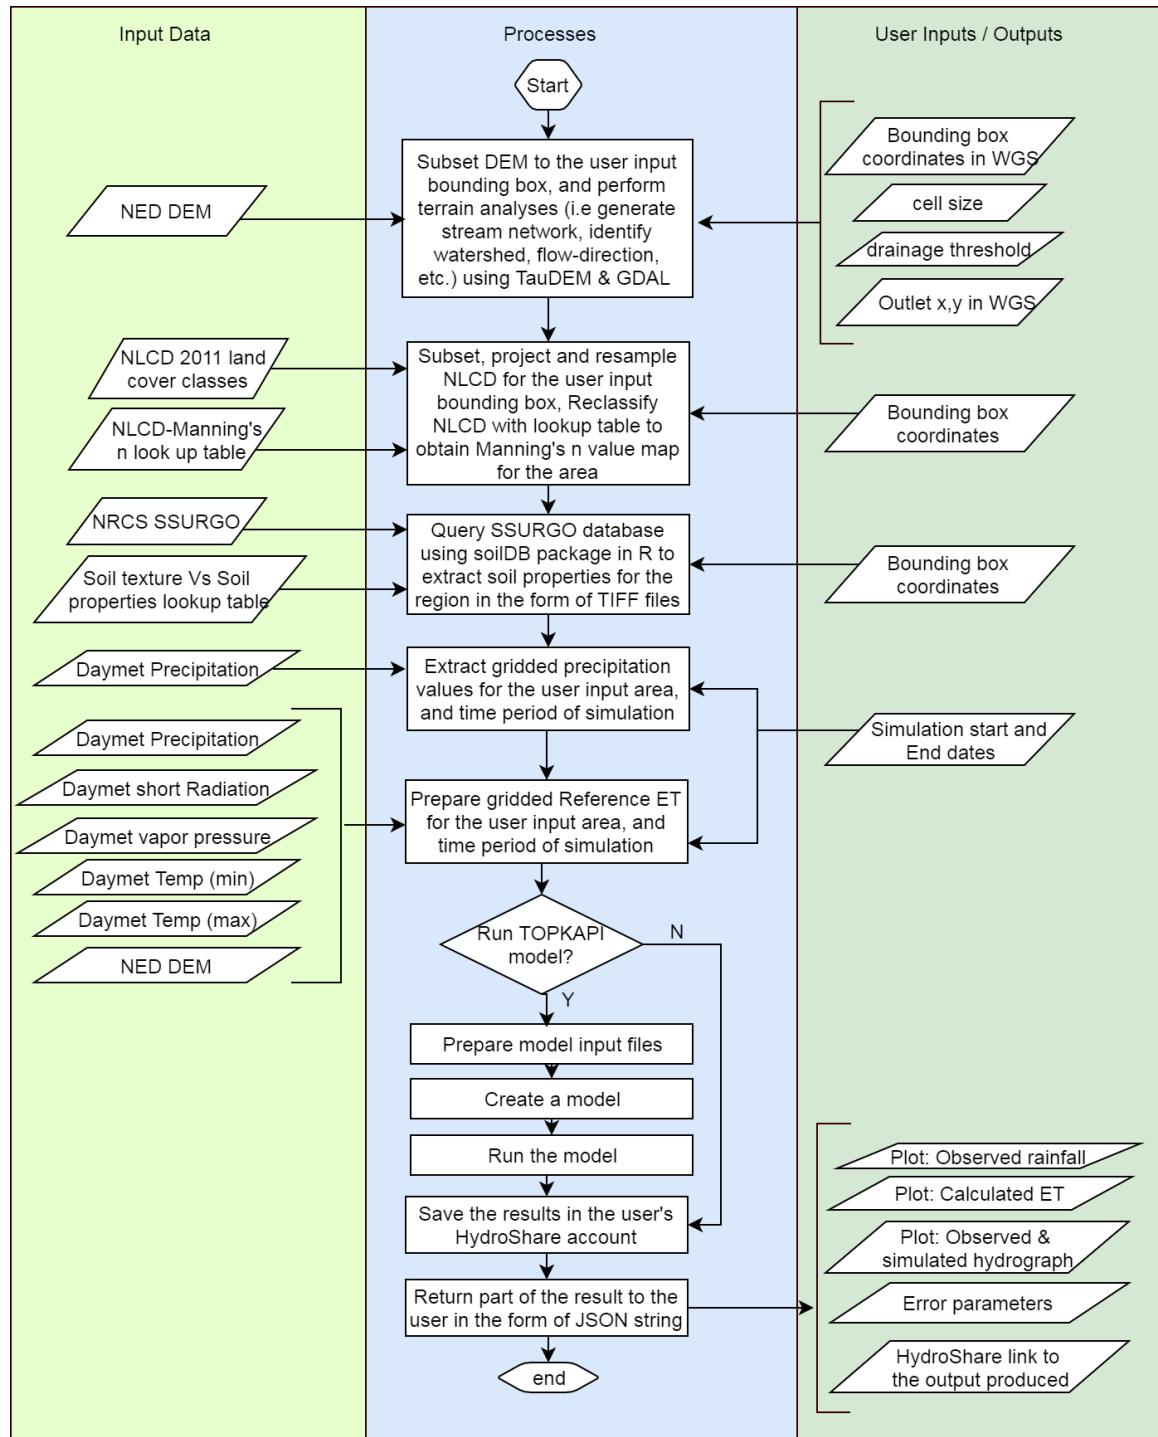 Input Data
Processes
User Inputs / Outputs
Start
Subset DEM to the user input
bounding box, and perform
terrain analyses (i.e generate
stream network, identify
watershed, flow-direction,
etc.) using TauDEM & GDAL
NED DEM
Bounding box
coordinates in WGS
cell size
drainage threshold
Outlet x,y in WGS
NLCD 2011 land
cover classes
NLCD-Manning's
n look up table
Subset, project and resample
NLCD for the user input
bounding box, Reclassify
NLCD with lookup table to
obtain Manning's n value map
for the area
Bounding box
coordinates
NRCS SSURGO
Soil texture Vs Soil
properties lookup table
Query SSURGO database
using soilDB package in R to
extract soil properties for the
region in the form of TIFF files
Bounding box
coordinates
Daymet Precipitation
Extract gridded precipitation
values for the user input area,
and time period of simulation
Simulation start and
End dates
Daymet Precipitation
Daymet short Radiation
Daymet vapor pressure
Daymet Temp (min)
Daymet Temp (max)
NED DEM
Prepare gridded Reference ET
for the user input area, and
time period of simulation
Run TOPKAPI
model?
N
Y
Prepare model input files
Create a model
Run the model
Save the results in the user's
HydroShare account
Return part of the result to the
user in the form of JSON string
end
Plot: Observed rainfall
Plot: Calculated ET
Plot: Observed &
simulated hydrograph
Error parameters
HydroShare link to
the output produced